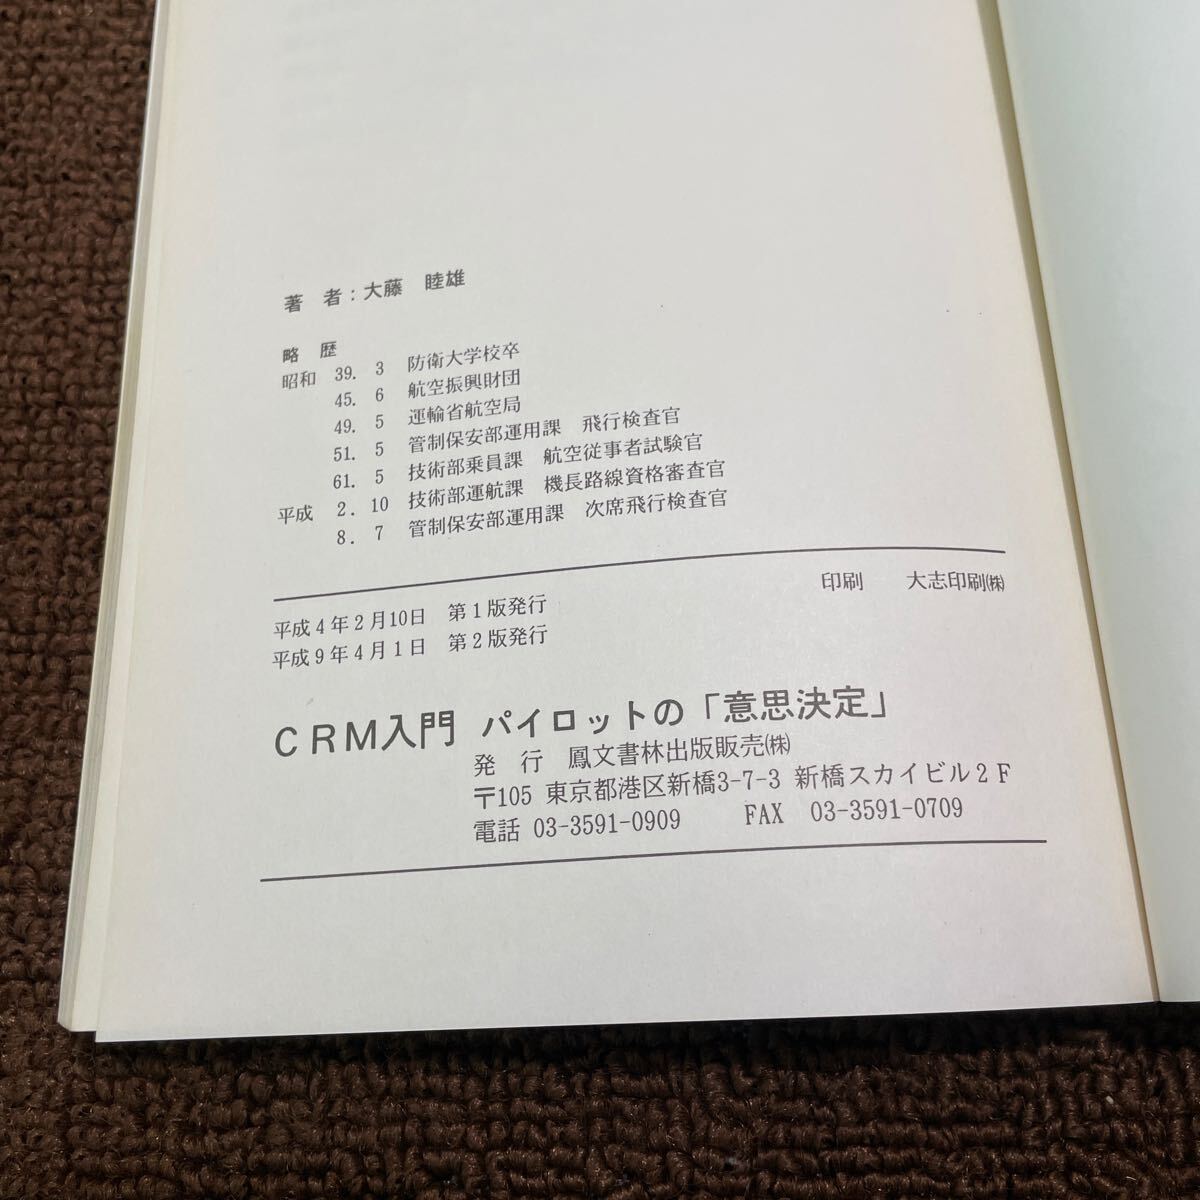 著　者：大藤　睦雄
略　歴
昭和　39．3　防衛大学校卒
45．6　航空振興財団
49．5　運輸省航空局
51．5　管制保安部運用課　飛行検査官
61．5　技術部乗員課　航空従事者試験官
平成　2．10　技術部運航課　機長路線資格審査官
8．7　管制保安部運用課　次席飛行検査官
印刷　大志印刷㈱
平成4年2月10日　第1版発行
平成9年4月1日　第2版発行
ＣＲＭ入門　パイロットの「意思決定」
発　行　鳳文書林出版販売㈱
〒105 東京都港区新橋3-7-3 新橋スカイビル2Ｆ
電話 03-3591-0909　FAX 03-3591-0709